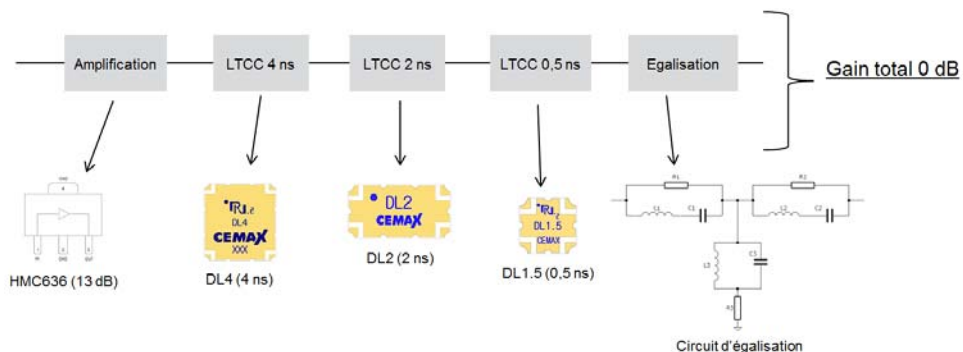 Amplification
LTCC 4 ns
LTCC 2 ns
LTCC 0,5 ns
Egalisation
Gain total 0 dB
DL4
CEMAX
XXX
DL2
CEMAX
DL1.5
CEMAX
R1
L1
C1
R2
L2
C2
L3
C3
HMC636 (13 dB)
DL4 (4 ns)
DL2 (2 ns)
DL1.5 (0,5 ns)
Circuit d'égalisation